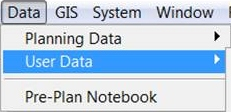 Data GIS System Window
Planning Data
User Data
Pre-Plan Notebook